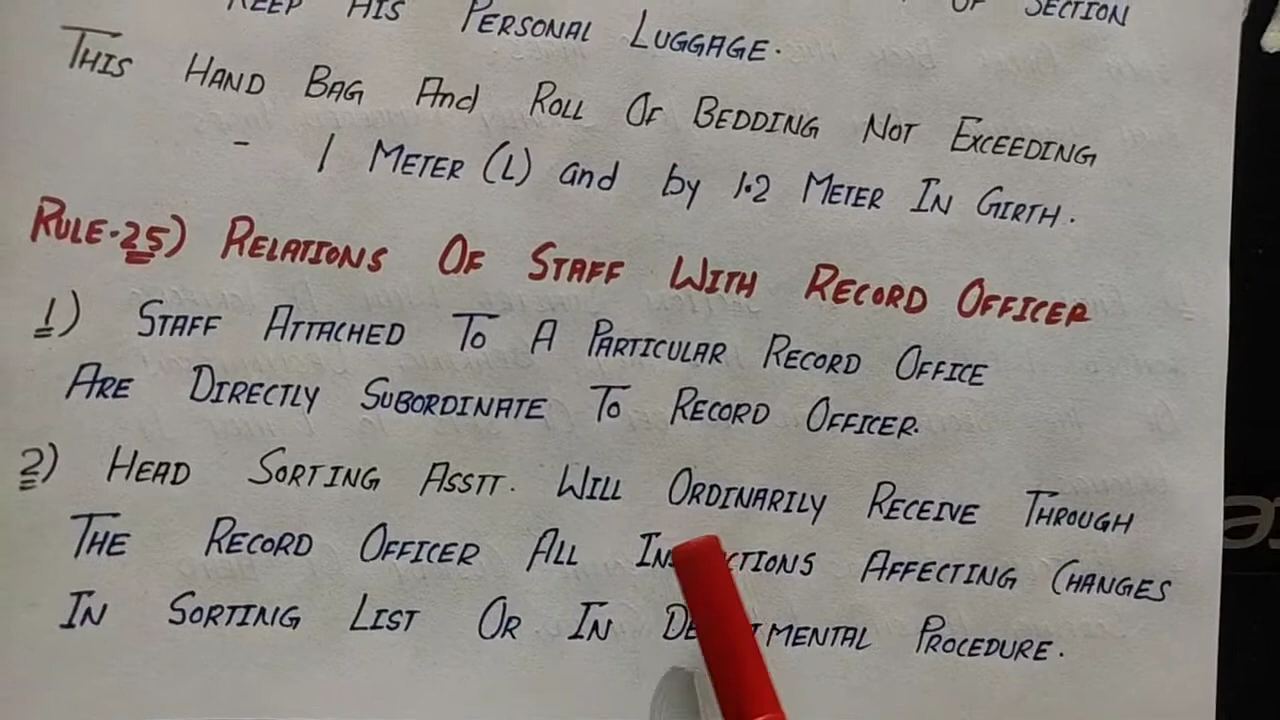 KEEP HIS PERSONAL LUGGAGE. OF SECTION
THIS HAND BAG And ROLL OF BEDDING NOT EXCEEDING
- 1 METER (L) and by 1.2 METER IN GIRTH.
RULE-25) RELATIONS OF STAFF WITH RECORD OFFICER
1) STAFF ATTACHED TO A PARTICULAR RECORD OFFICE
ARE DIRECTLY SUBORDINATE TO RECORD OFFICER.
2) HEAD SORTING ASSTT. WILL ORDINARILY RECEIVE THROUGH
THE RECORD OFFICER ALL AFFECTING CHANGES
IN SORTING LIST OR IN PROCEDURE.